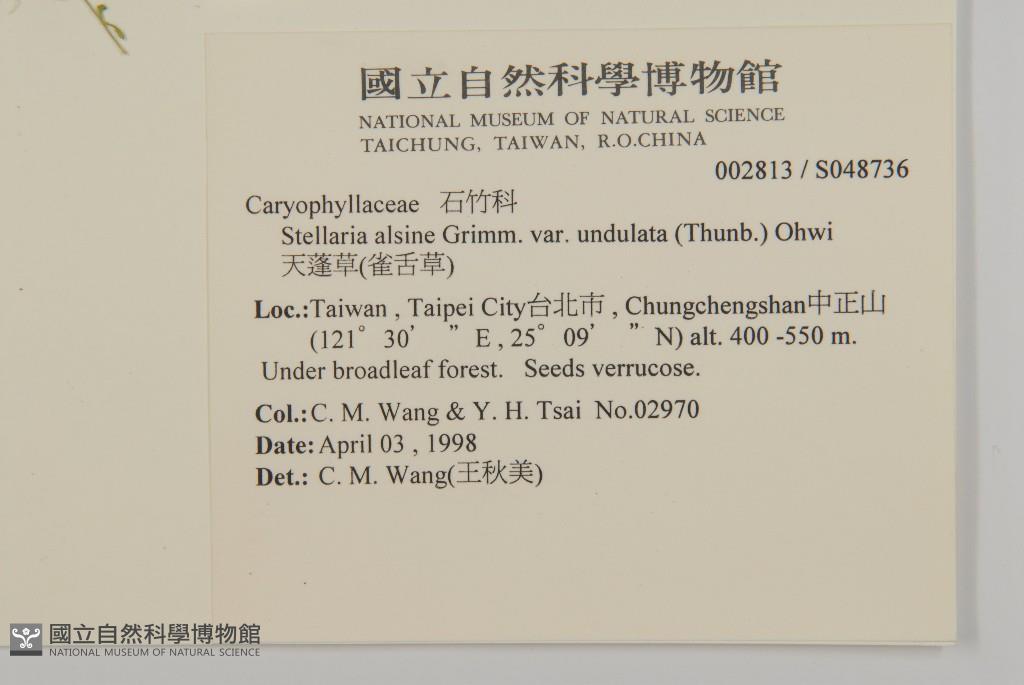 國立自然科學博物館
NATIONAL MUSEUM OF NATURAL SCIENCE
TAICHUNG, TAIWAN, R.O.CHINA
002813 / S048736
Caryophyllaceae 石竹科
Stellaria alsine Grimm. var. undulata (Thunb.) Ohwi
天蓬草(雀舌草)
Loc.:Taiwan , Taipei City台北市 , Chungchengshan中正山
(121° 30’ ” E , 25° 09’ ” N) alt. 400 -550 m.
Under broadleaf forest. Seeds verrucose.
Col.:C. M. Wang & Y. H. Tsai No.02970
Date: April 03 , 1998
Det.: C. M. Wang(王秋美)
國立自然科學博物館
NATIONAL MUSEUM OF NATURAL SCIENCE